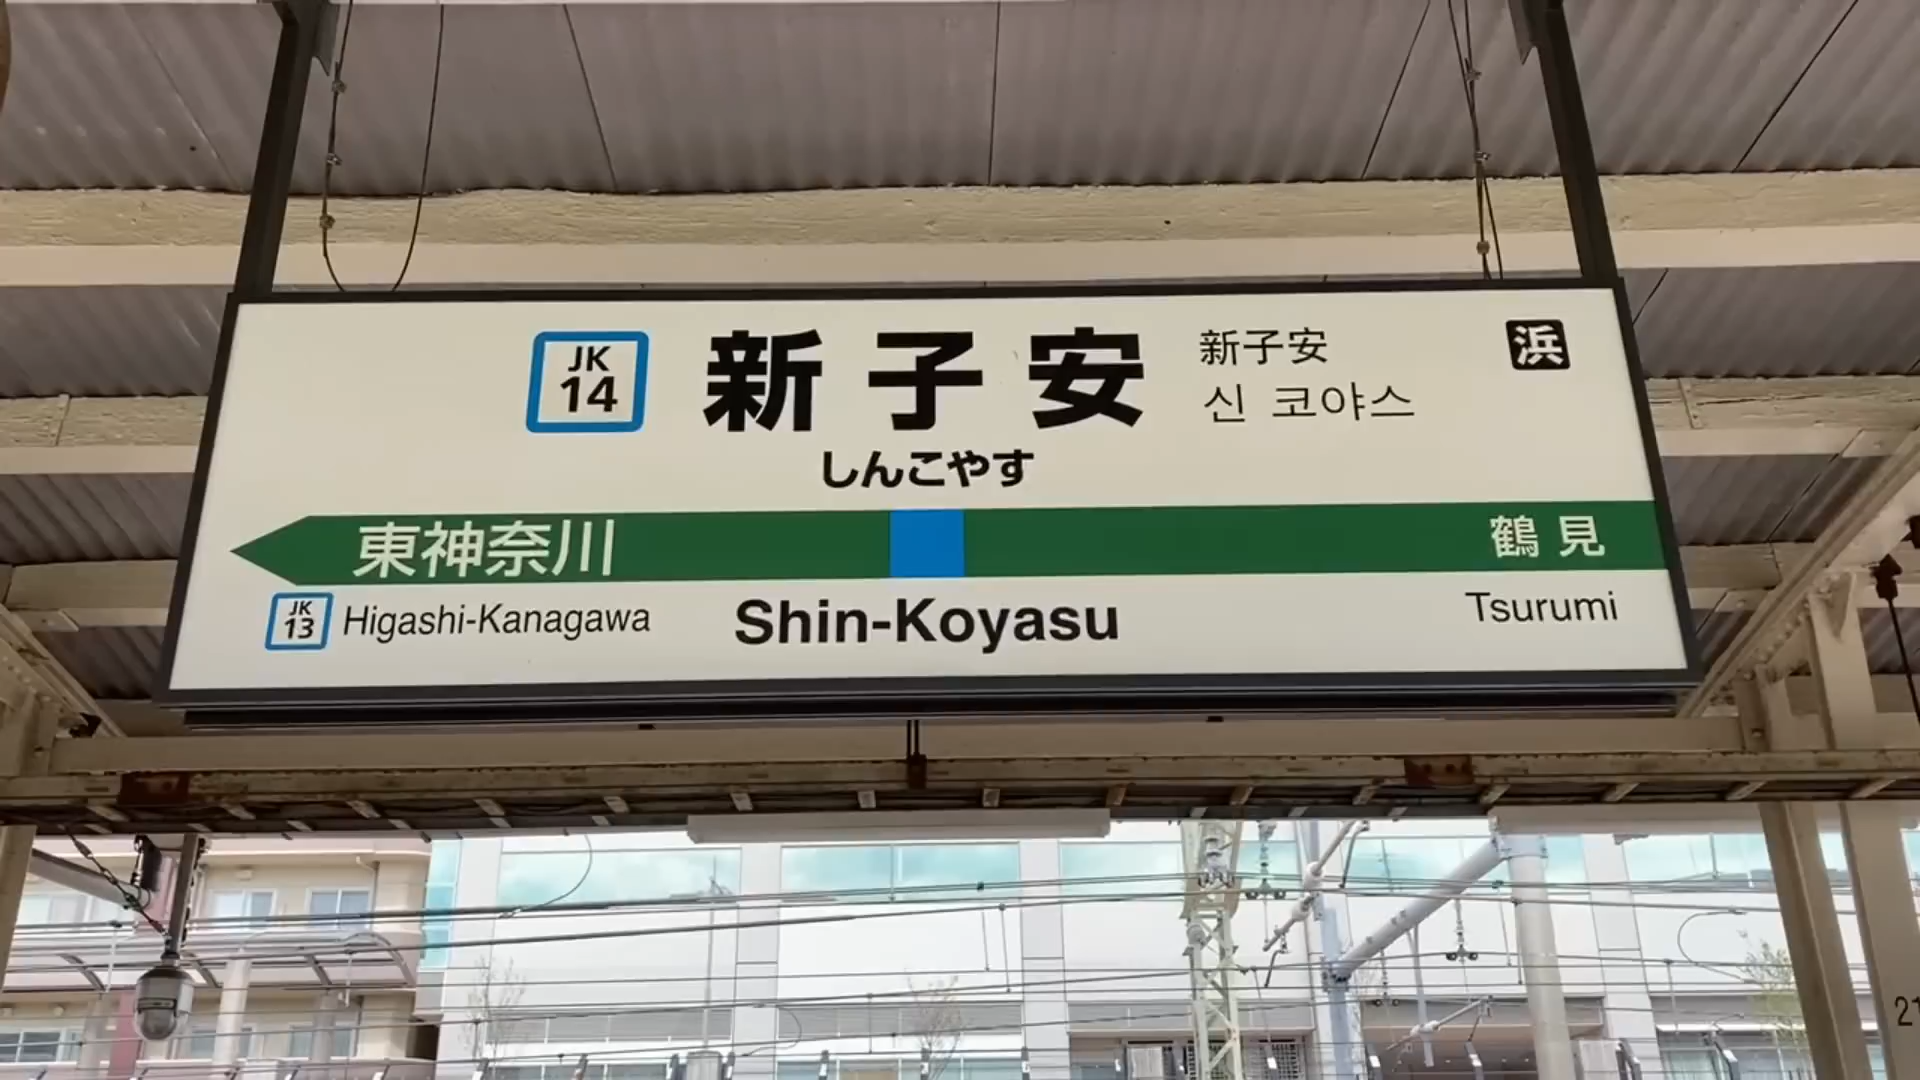 JK
14
新子安
新子安
신 코야스
浜
しんこやす
東神奈川
鶴見
JK
13
Higashi-Kanagawa
Shin-Koyasu
Tsurumi